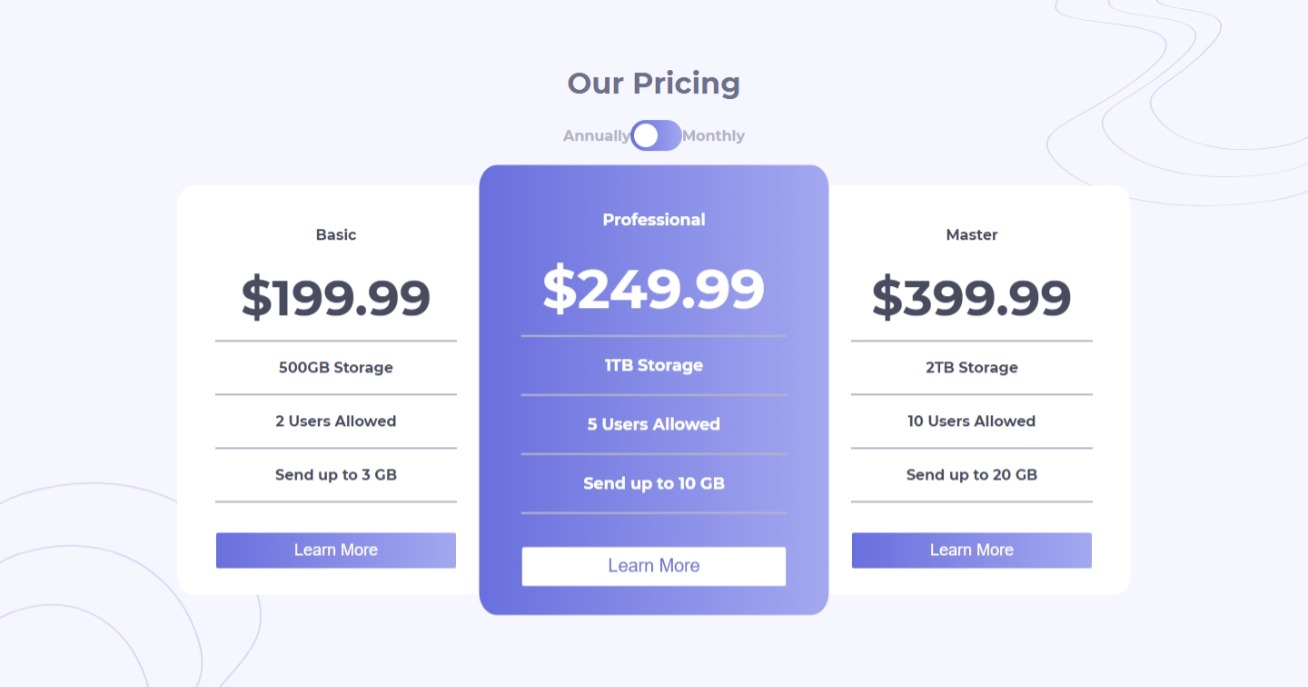 Our Pricing
Annually Monthly
Basic
$199.99
500GB Storage
2 Users Allowed
Send up to 3 GB
Learn More
Professional
$249.99
1TB Storage
5 Users Allowed
Send up to 10 GB
Learn More
Master
$399.99
2TB Storage
10 Users Allowed
Send up to 20 GB
Learn More